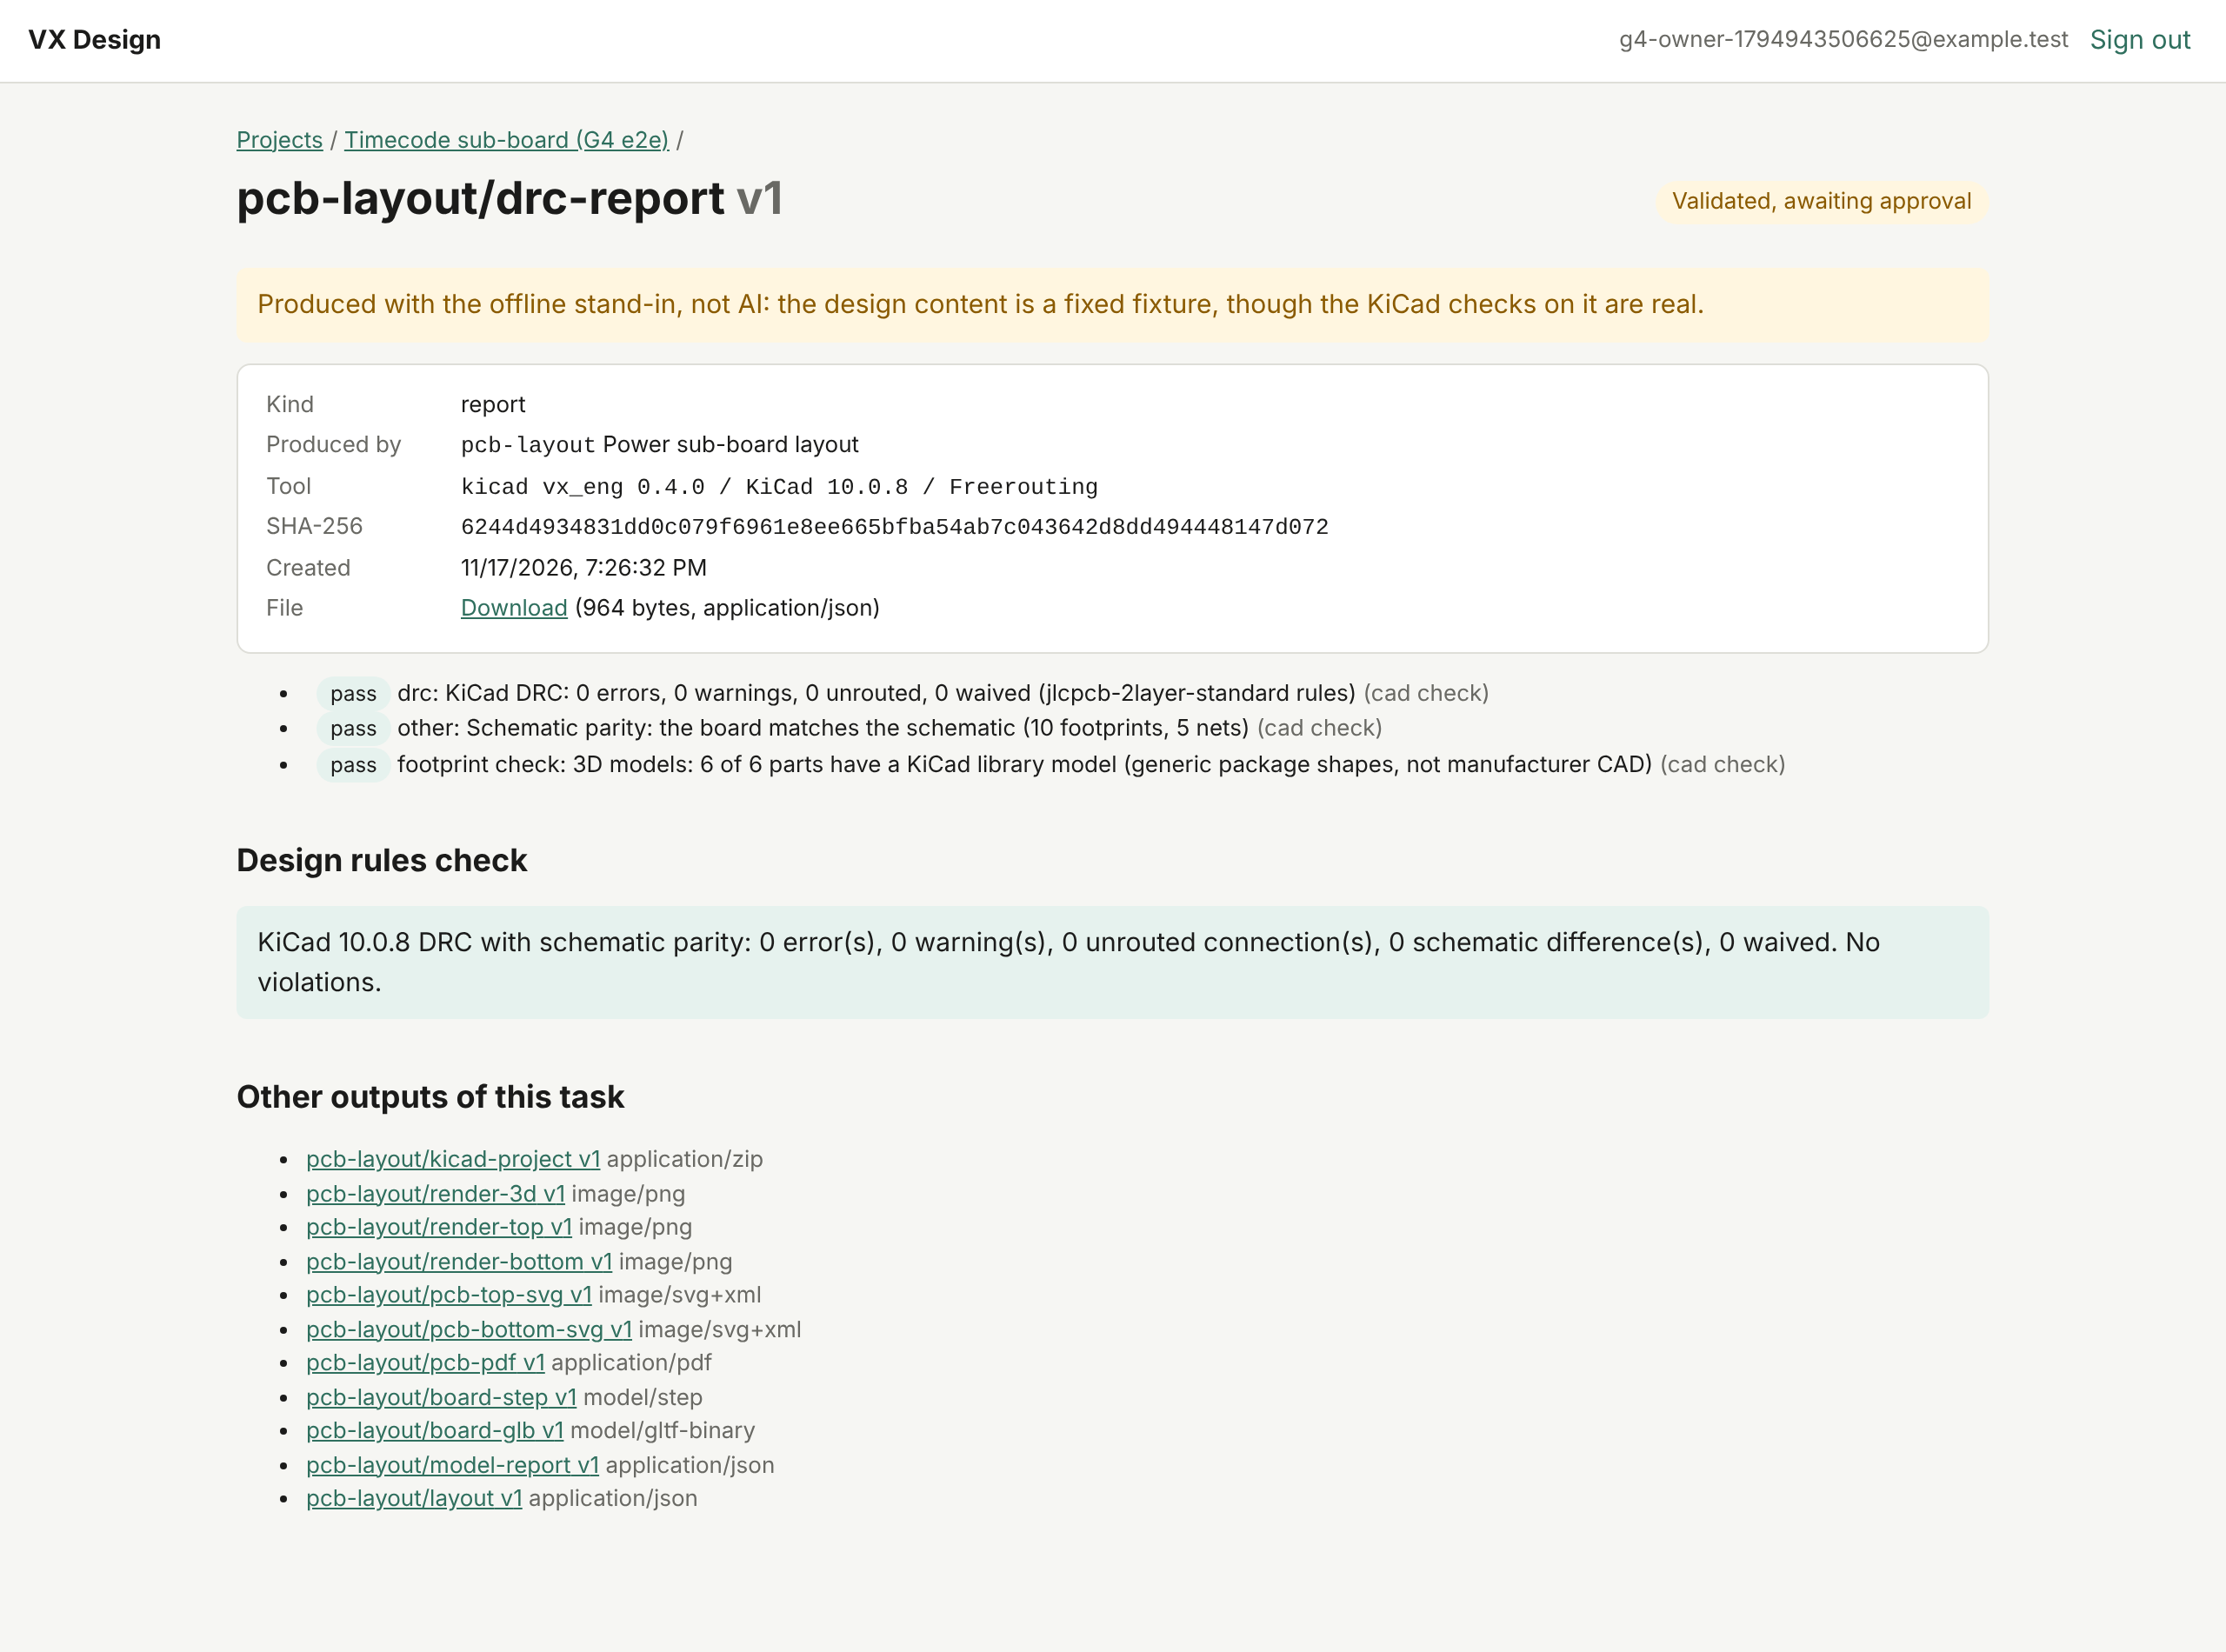 VX Design
g4-owner-1794943506625@example.test Sign out
Projects / Timecode sub-board (G4 e2e) /
pcb-layout/drc-report v1
Validated, awaiting approval
Produced with the offline stand-in, not AI: the design content is a fixed fixture, though the KiCad checks on it are real.
Kind report
Produced by pcb-layout Power sub-board layout
Tool kicad vx_eng 0.4.0 / KiCad 10.0.8 / Freerouting
SHA-256 6244d4934831dd0c079f6961e8ee665bfba54ab7c043642d8dd494448147d072
Created 11/17/2026, 7:26:32 PM
File Download (964 bytes, application/json)
pass drc: KiCad DRC: 0 errors, 0 warnings, 0 unrouted, 0 waived (jlcpcb-2layer-standard rules) (cad check)
pass other: Schematic parity: the board matches the schematic (10 footprints, 5 nets) (cad check)
pass footprint check: 3D models: 6 of 6 parts have a KiCad library model (generic package shapes, not manufacturer CAD) (cad check)
Design rules check
KiCad 10.0.8 DRC with schematic parity: 0 error(s), 0 warning(s), 0 unrouted connection(s), 0 schematic difference(s), 0 waived. No
violations.
Other outputs of this task
pcb-layout/kicad-project v1 application/zip
pcb-layout/render-3d v1 image/png
pcb-layout/render-top v1 image/png
pcb-layout/render-bottom v1 image/png
pcb-layout/pcb-top-svg v1 image/svg+xml
pcb-layout/pcb-bottom-svg v1 image/svg+xml
pcb-layout/pcb-pdf v1 application/pdf
pcb-layout/board-step v1 model/step
pcb-layout/board-glb v1 model/gltf-binary
pcb-layout/model-report v1 application/json
pcb-layout/layout v1 application/json